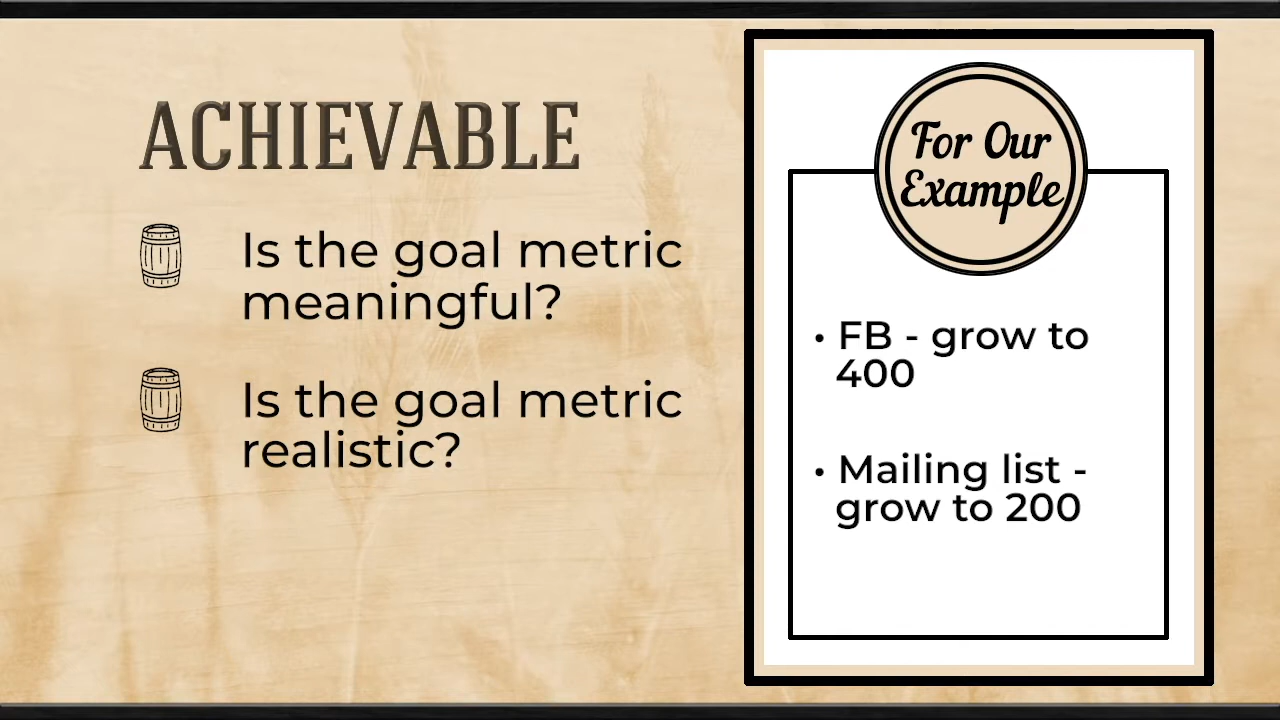 ACHIEVABLE
Is the goal metric
meaningful?
Is the goal metric
realistic?
For Our
Example
• FB - grow to
400
• Mailing list -
grow to 200